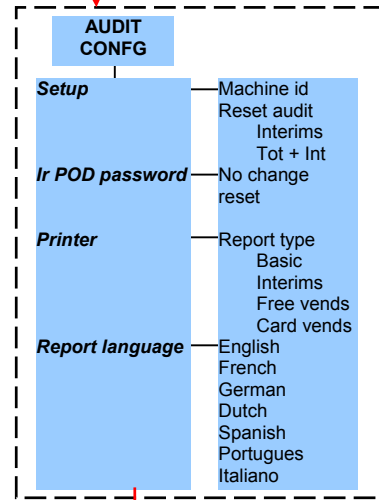 AUDIT
CONFG
Setup
Machine id
Reset audit
Interims
Tot + Int
Ir POD password
No change
reset
Printer
Report type
Basic
Interims
Free vends
Card vends
Report language
English
French
German
Dutch
Spanish
Portugues
Italiano